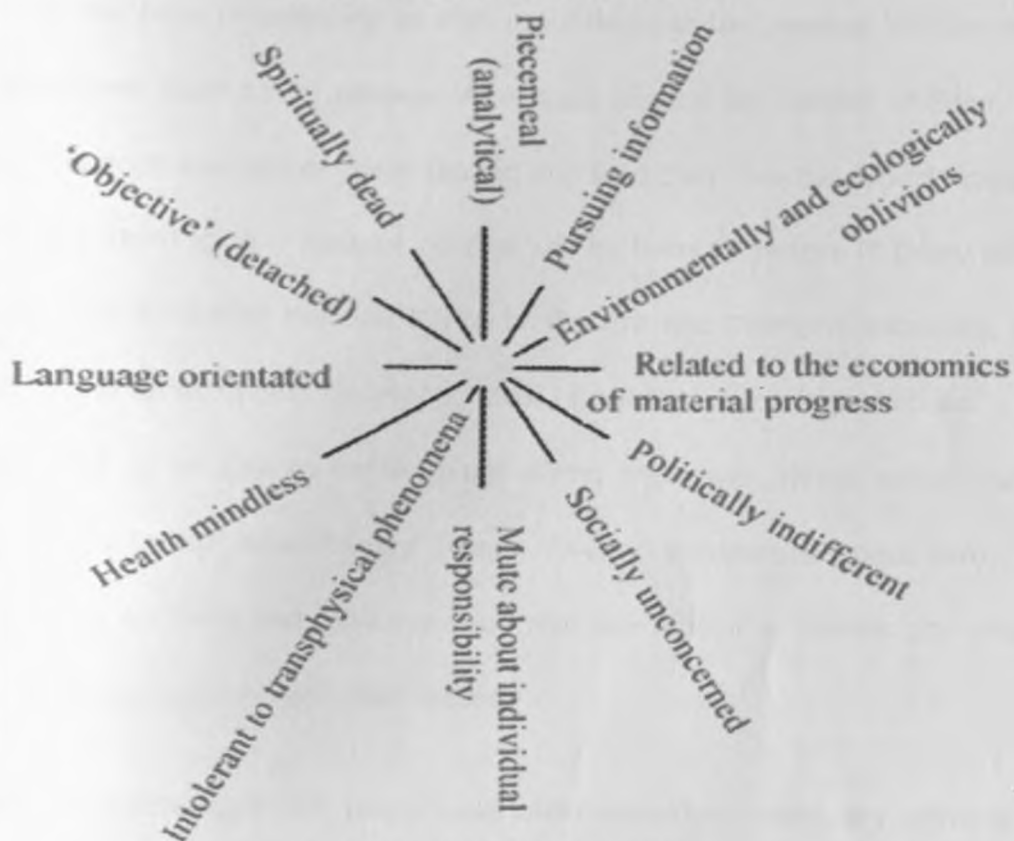 Piecemeal
(analytical)
Pursuing information
Environmentally and ecologically
oblivious
Related to the economics
of material progress
Politically indifferent
Socially unconcerned
Mute about individual
responsibility
Intolerant to transphysical phenomena
Health mindless
Language orientated
'Objective' (detached)
Spiritually dead